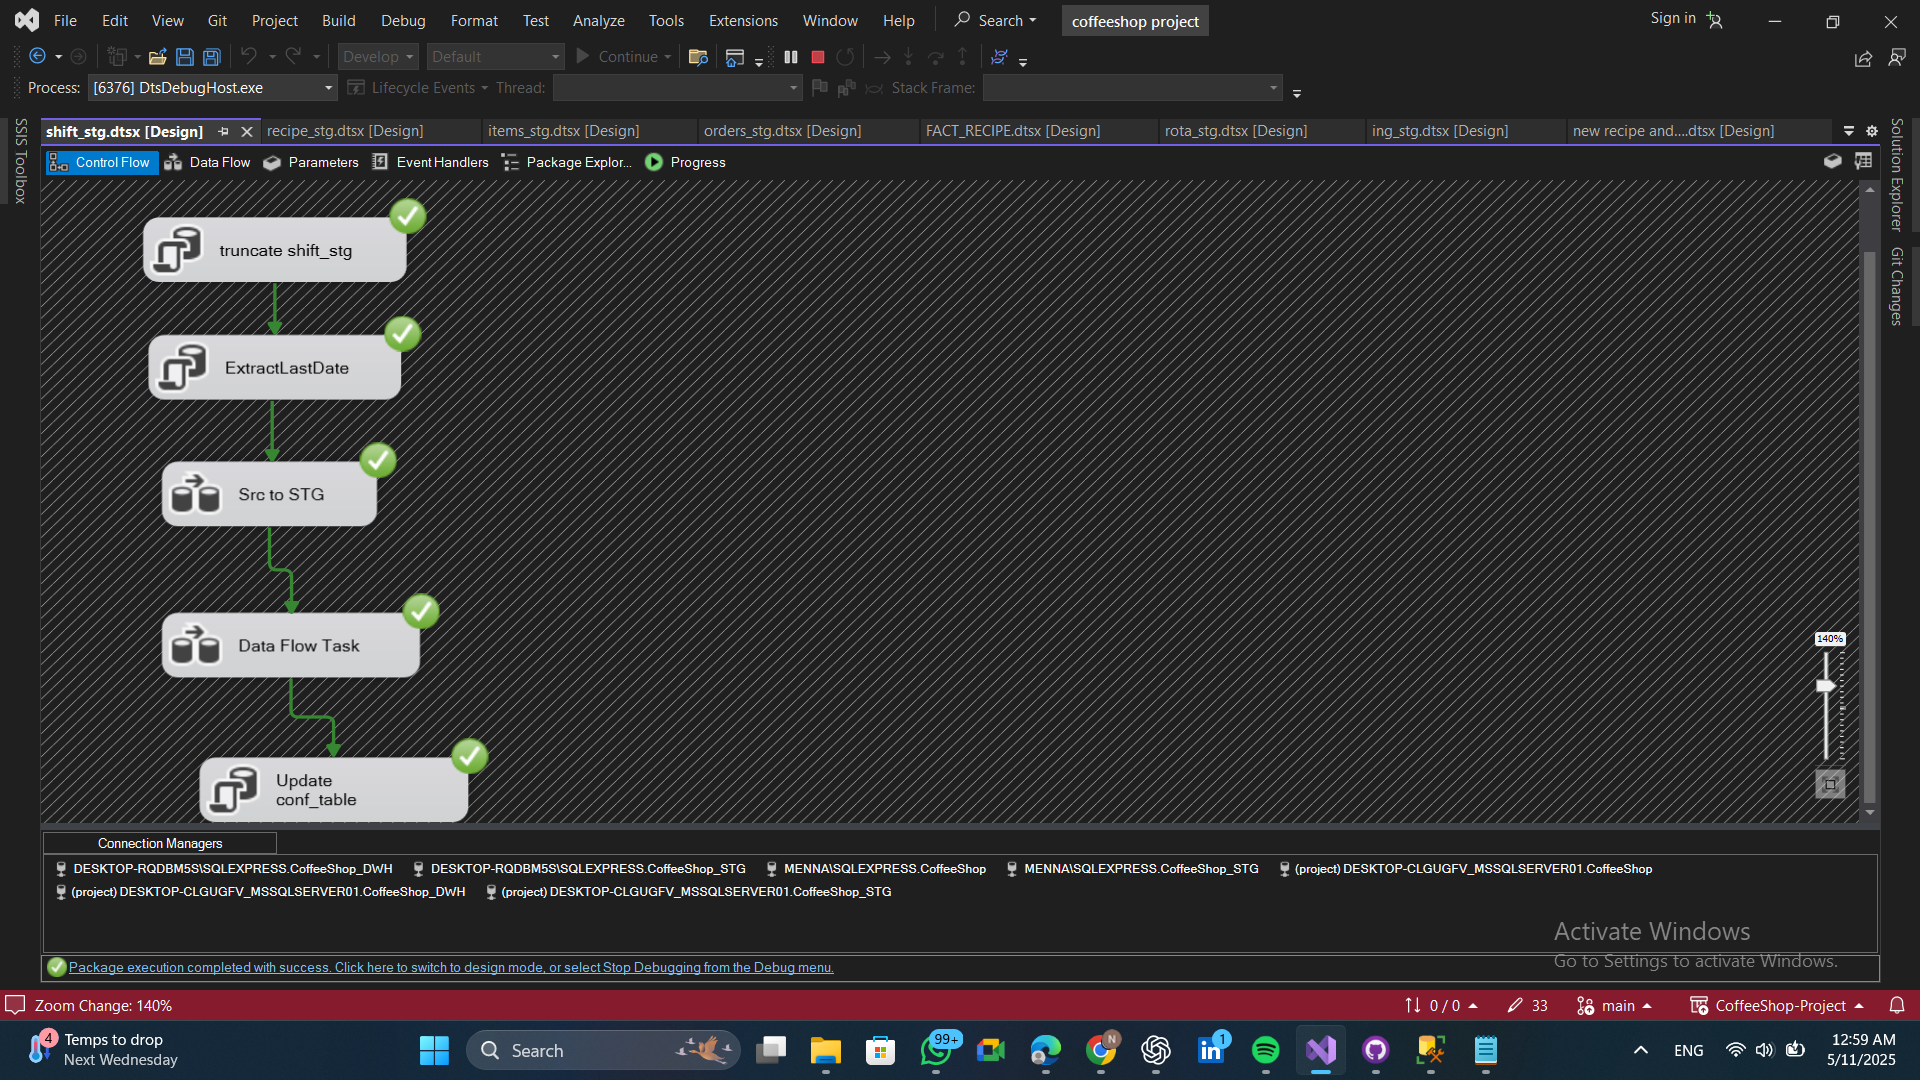 File Edit View Git Project Build Debug Format Test Analyze Tools Extensions Window Help Search coffeeshop project Sign in
Develop Default Continue
Process: [6376] DtsDebugHost.exe Lifecycle Events Thread: Stack Frame:
SSIS Toolbox
shift_stg.dtsx [Design] recipe_stg.dtsx [Design] items_stg.dtsx [Design] orders_stg.dtsx [Design] FACT_RECIPE.dtsx [Design] rota_stg.dtsx [Design] ing_stg.dtsx [Design] new recipe and....dtsx [Design]
Control Flow Data Flow Parameters Event Handlers Package Explor... Progress
Solution Explorer
Git Changes
truncate shift_stg
ExtractLastDate
Src to STG
Data Flow Task
Update
conf_table
140%
Connection Managers
DESKTOP-RQDBM5S\SQLEXPRESS.CoffeeShop_DWH DESKTOP-RQDBM5S\SQLEXPRESS.CoffeeShop_STG MENNA\SQLEXPRESS.CoffeeShop MENNA\SQLEXPRESS.CoffeeShop_STG (project) DESKTOP-CLGUGFV_MSSQLSERVER01.CoffeeShop
(project) DESKTOP-CLGUGFV_MSSQLSERVER01.CoffeeShop_DWH (project) DESKTOP-CLGUGFV_MSSQLSERVER01.CoffeeShop_STG
Activate Windows
Go to Settings to activate Windows.
Package execution completed with success. Click here to switch to design mode, or select Stop Debugging from the Debug menu.
Zoom Change: 140% 0 / 0 33 main CoffeeShop-Project
4 Temps to drop
Next Wednesday
Search 99+ N 1 ENG
12:59 AM
5/11/2025